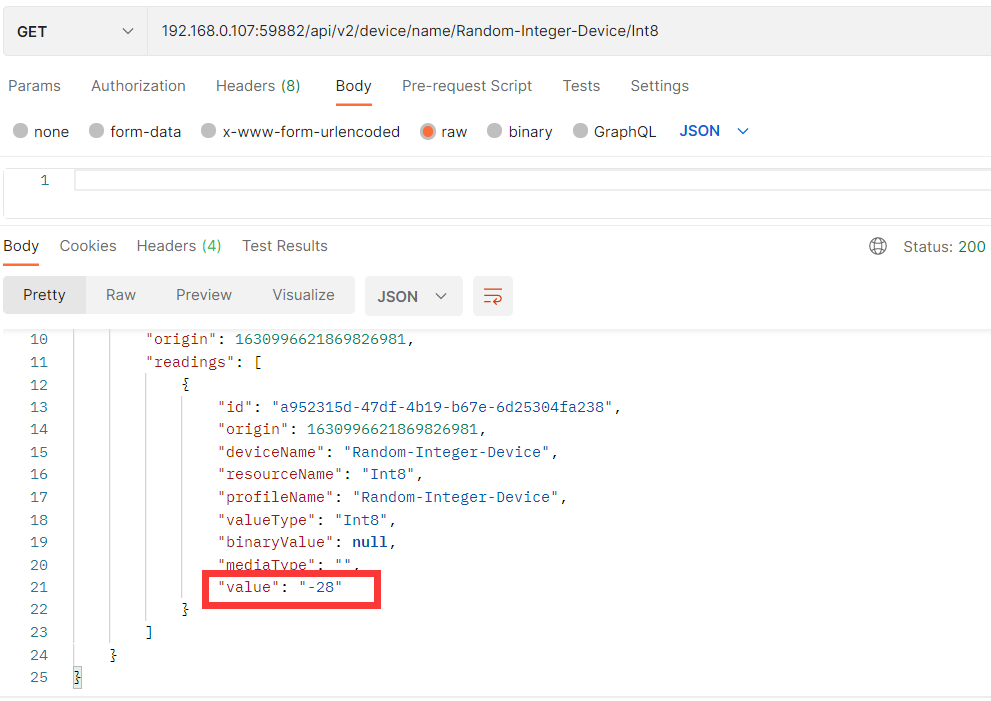 GET 192.168.0.107:59882/api/v2/device/name/Random-Integer-Device/Int8
Params Authorization Headers (8) Body Pre-request Script Tests Settings
none form-data x-www-form-urlencoded raw binary GraphQL JSON
1
Body Cookies Headers (4) Test Results Status: 200
Pretty Raw Preview Visualize JSON
10 "origin": 1630996621869826981,
11 "readings": [
12 {
13 "id": "a952315d-47df-4b19-b67e-6d25304fa238",
14 "origin": 1630996621869826981,
15 "deviceName": "Random-Integer-Device",
16 "resourceName": "Int8",
17 "profileName": "Random-Integer-Device",
18 "valueType": "Int8",
19 "binaryValue": null,
20 "mediaType": "",
21 "value": "-28"
22 }
23 ]
24 }
25 }